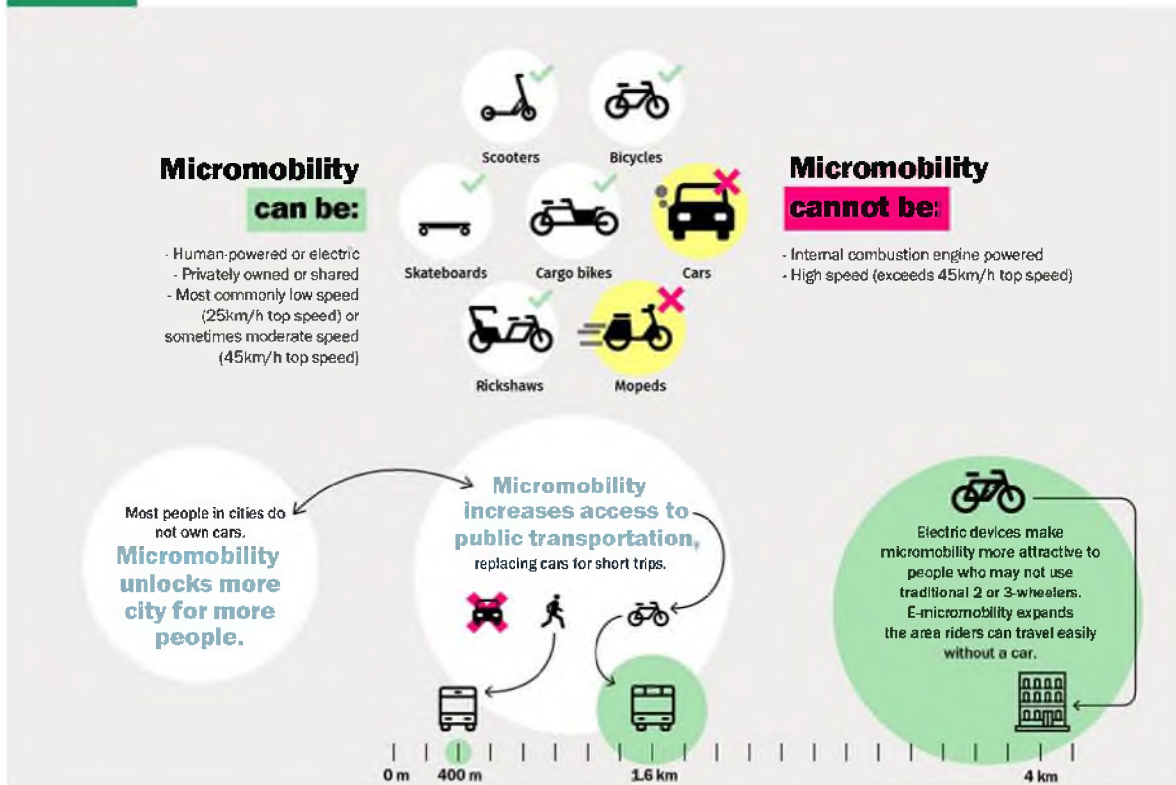 Scooters
Bicycles
Micromobility
can be:
- Human-powered or electric
- Privately owned or shared
- Most commonly low speed
(25km/h top speed) or
sometimes moderate speed
(45km/h top speed)
Skateboards
Cargo bikes
Cars
Rickshaws
Mopeds
Micromobility
cannot be:
- Internal combustion engine powered
- High speed (exceeds 45km/h top speed)
Most people in cities do
not own cars.
Micromobility
unlocks more
city for more
people.
Micromobility
increases access to
public transportation,
replacing cars for short trips.
Electric devices make
micromobility more attractive to
people who may not use
traditional 2 or 3-wheelers.
E-micromobility expands
the area riders can travel easily
without a car.
0 m
400 m
1.6 km
4 km